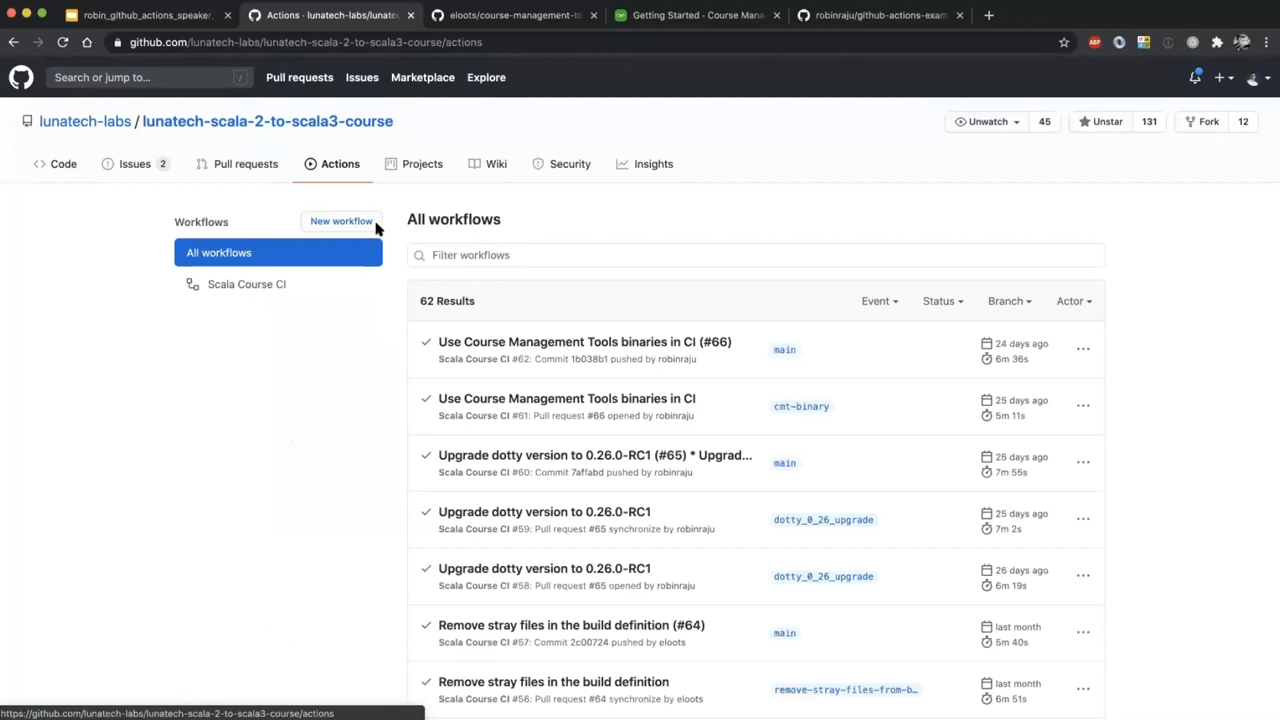 robin_github_actions_speaker_
Actions · lunatech-labs/lunatec
eloots/course-management-to
Getting Started - Course Mana
robinraju/github-actions-exam
github.com/lunatech-labs/lunatech-scala-2-to-scala3-course/actions
ABP
Search or jump to... /
Pull requests Issues Marketplace Explore
lunatech-labs / lunatech-scala-2-to-scala3-course
Unwatch 45 Unstar 131 Fork 12
Code Issues 2 Pull requests Actions Projects Wiki Security Insights
Workflows New workflow
All workflows
Scala Course CI
All workflows
Filter workflows
62 Results Event Status Branch Actor
Use Course Management Tools binaries in CI (#66)
Scala Course CI #62: Commit 1b038b1 pushed by robinraju
main
24 days ago
6m 36s
Use Course Management Tools binaries in CI
Scala Course CI #61: Pull request #66 opened by robinraju
cmt-binary
25 days ago
5m 11s
Upgrade dotty version to 0.26.0-RC1 (#65) * Upgrad...
Scala Course CI #60: Commit 7affabd pushed by robinraju
main
25 days ago
7m 55s
Upgrade dotty version to 0.26.0-RC1
Scala Course CI #59: Pull request #65 synchronize by robinraju
dotty_0_26_upgrade
25 days ago
7m 2s
Upgrade dotty version to 0.26.0-RC1
Scala Course CI #58: Pull request #65 opened by robinraju
dotty_0_26_upgrade
26 days ago
6m 19s
Remove stray files in the build definition (#64)
Scala Course CI #57: Commit 2c00724 pushed by eloots
main
last month
5m 40s
Remove stray files in the build definition
Scala Course CI #56: Pull request #64 synchronize by eloots
remove-stray-files-from-b…
last month
6m 51s
https://github.com/lunatech-labs/lunatech-scala-2-to-scala3-course/actions